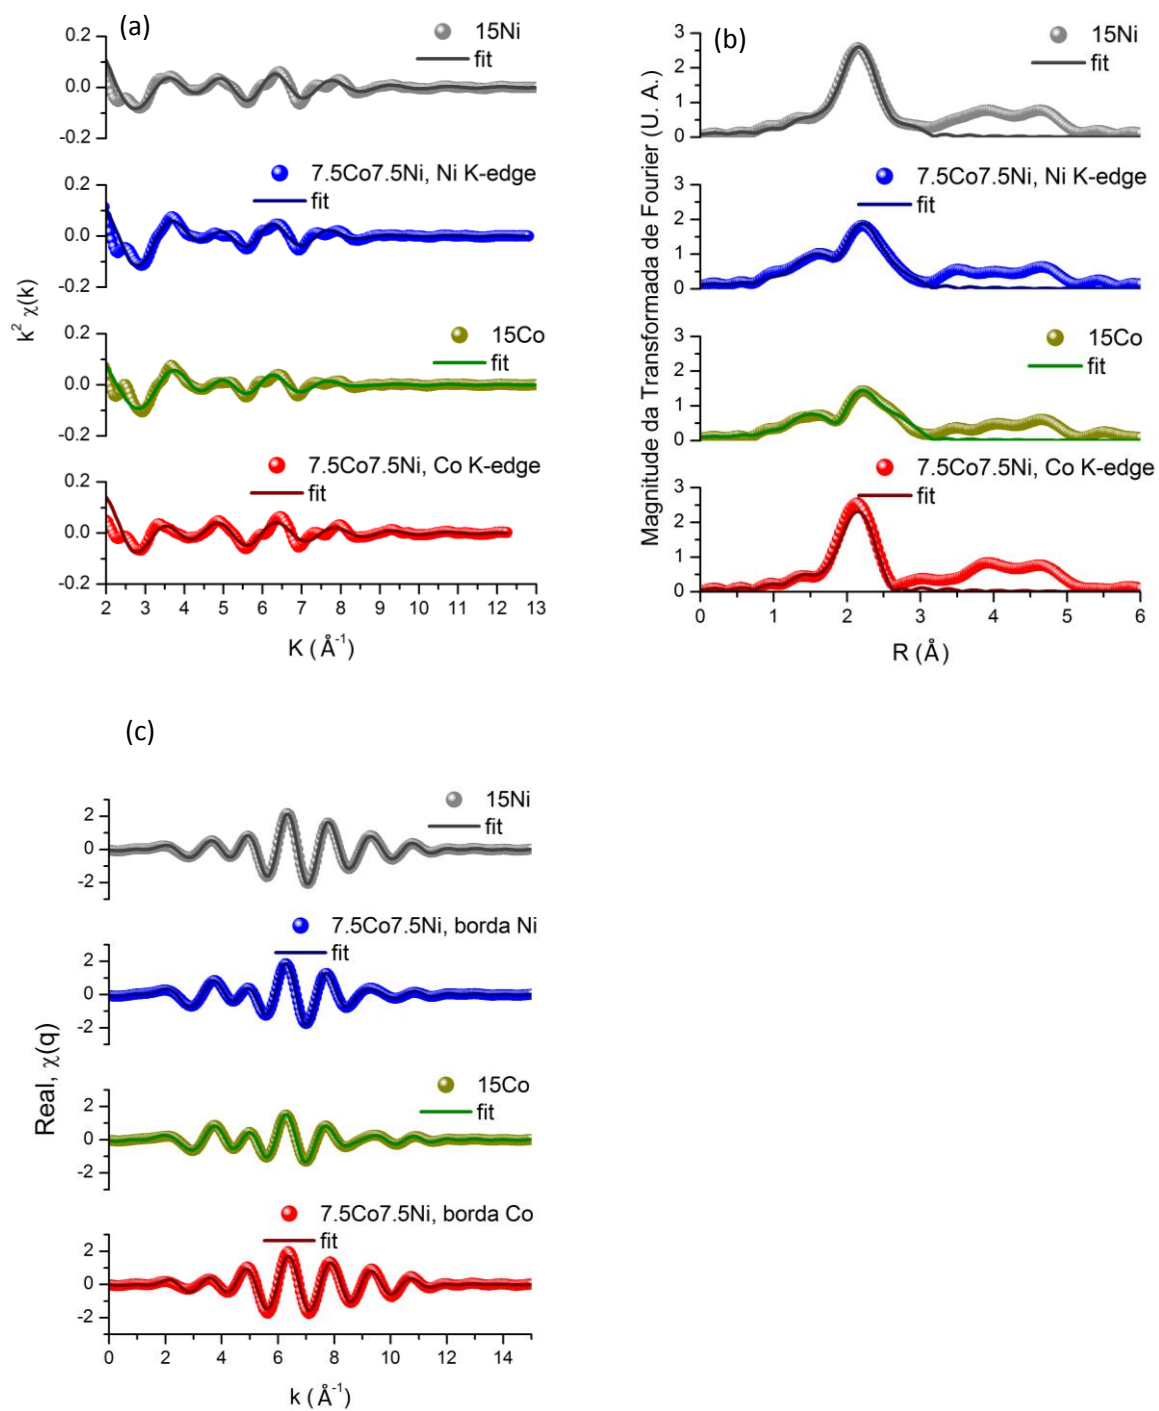 (a)
15Ni
fit
0.2
0.0
-0.2
7.5Co7.5Ni, Ni K-edge
fit
0.2
0.0
-0.2
15Co
fit
0.2
0.0
-0.2
7.5Co7.5Ni, Co K-edge
fit
0.2
0.0
-0.2
2 3 4 5 6 7 8 9 10 11 12 13
k² χ(k)
K (Å⁻¹)
(b)
15Ni
fit
3
2
1
0
7.5Co7.5Ni, Ni K-edge
fit
3
2
1
0
15Co
fit
3
2
1
0
7.5Co7.5Ni, Co K-edge
fit
3
2
1
0
0 1 2 3 4 5 6
Magnitude da Transformada de Fourier (U. A.)
R (Å)
(c)
15Ni
fit
2
0
-2
7.5Co7.5Ni, borda Ni
fit
2
0
-2
15Co
fit
2
0
-2
7.5Co7.5Ni, borda Co
fit
2
0
-2
0 2 4 6 8 10 12 14
Real, χ(q)
k (Å⁻¹)